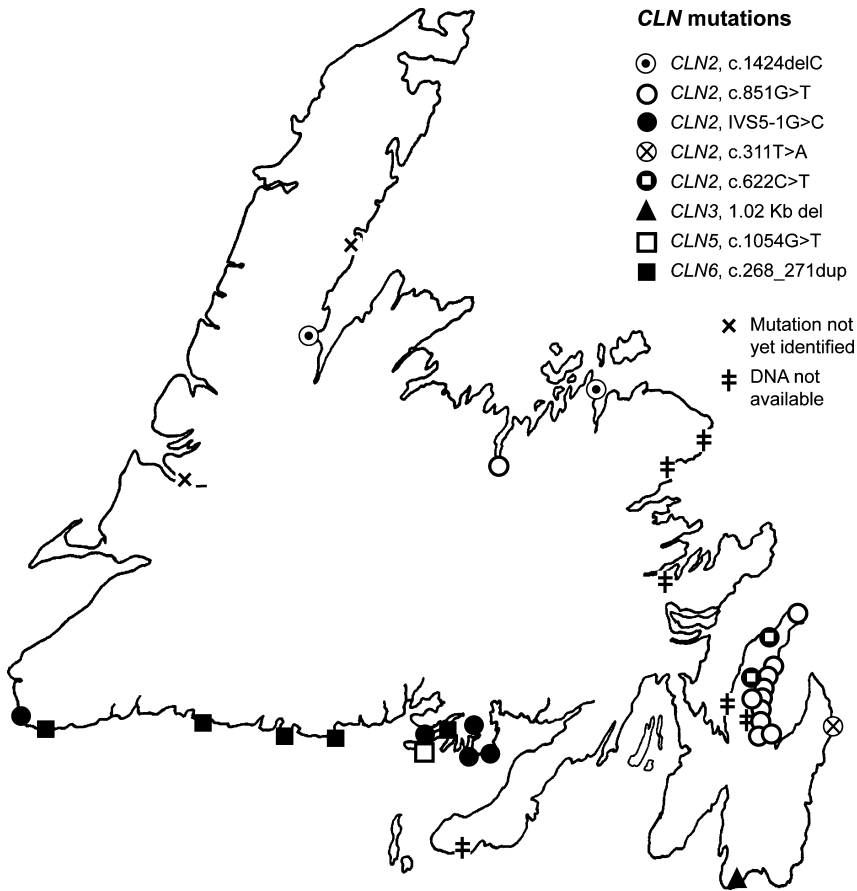 CLN mutations
CLN2, c.1424delC
CLN2, c.851G>T
CLN2, IVS5-1G>C
CLN2, c.311T>A
CLN2, c.622C>T
CLN3, 1.02 Kb del
CLN5, c.1054G>T
CLN6, c.268_271dup
Mutation not
yet identified
DNA not
available